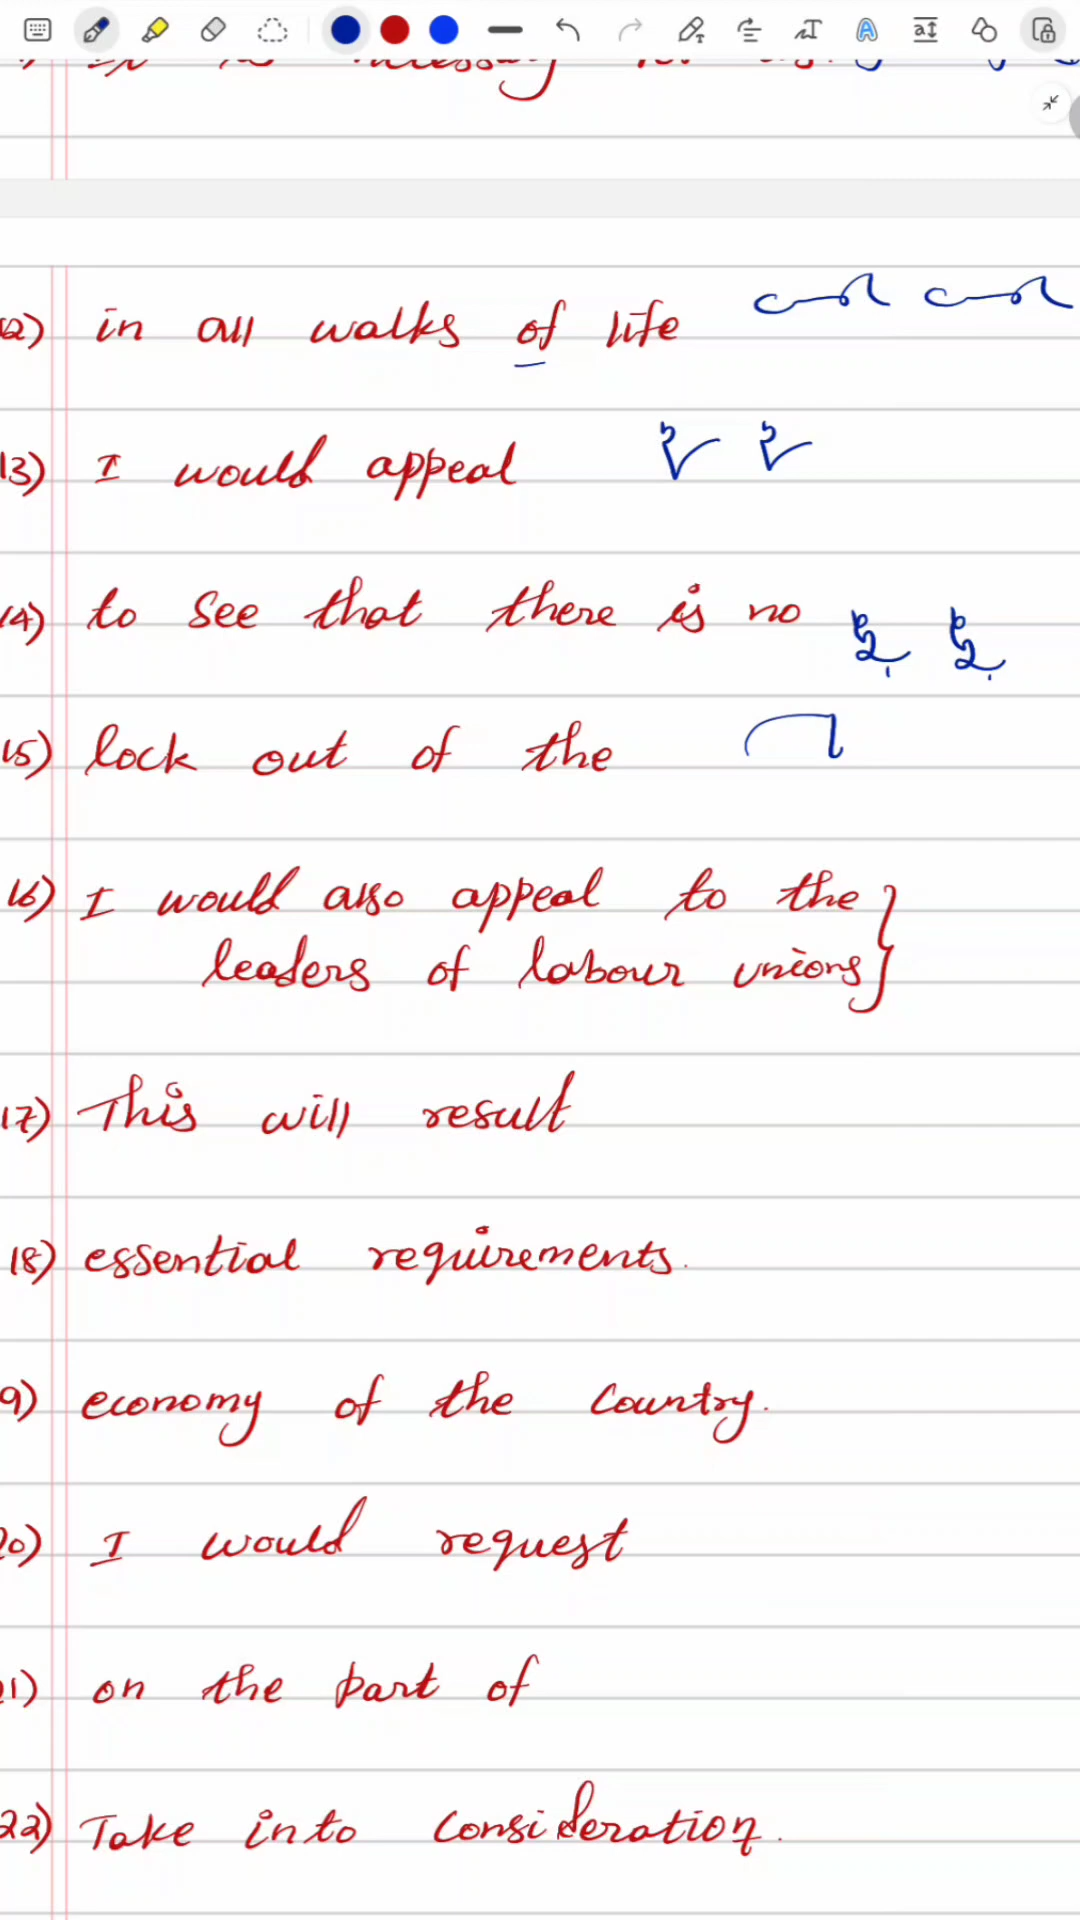 12) in all walks of life
13) I would appeal
14) to see that there is no
15) lock out of the
16) I would also appeal to the
leaders of labour unions
17) This will result
18) essential requirements.
9) economy of the Country.
20) I would request
21) on the part of
22) Take into consideration.